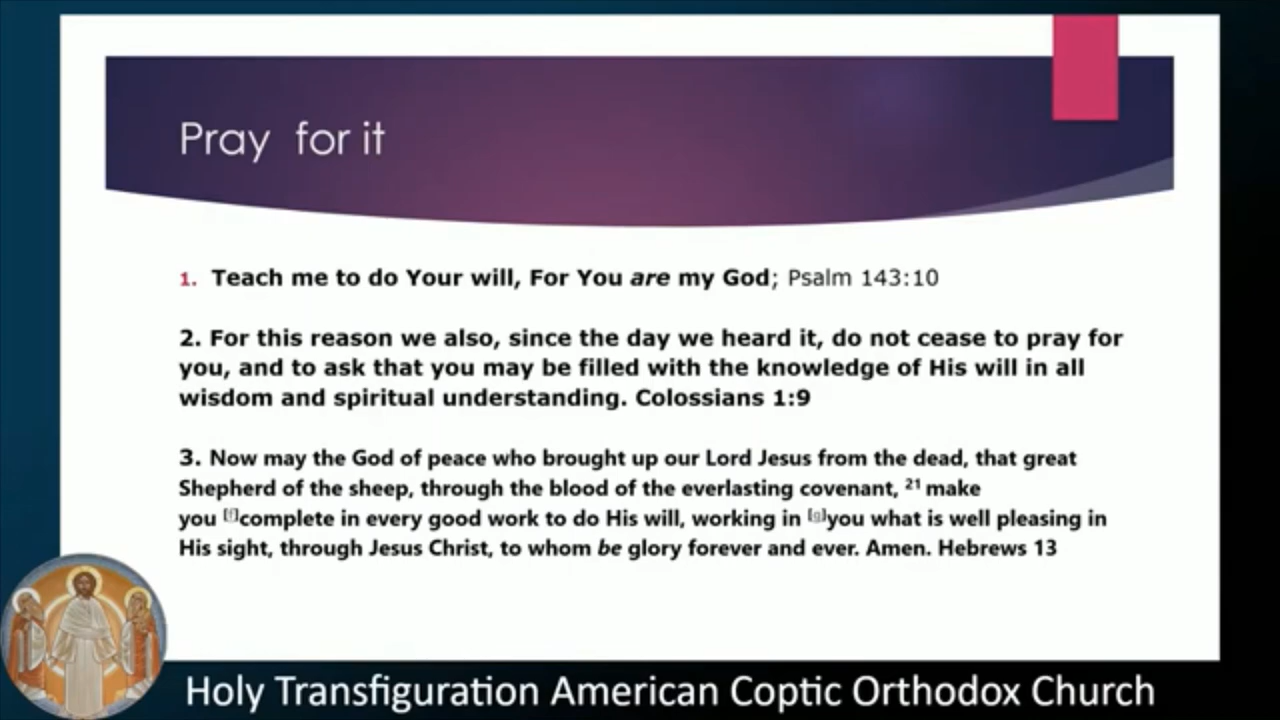 Pray for it
1. Teach me to do Your will, For You are my God; Psalm 143:10
2. For this reason we also, since the day we heard it, do not cease to pray for
you, and to ask that you may be filled with the knowledge of His will in all
wisdom and spiritual understanding. Colossians 1:9
3. Now may the God of peace who brought up our Lord Jesus from the dead, that great
Shepherd of the sheep, through the blood of the everlasting covenant, 21 make
you [f]complete in every good work to do His will, working in [g]you what is well pleasing in
His sight, through Jesus Christ, to whom be glory forever and ever. Amen. Hebrews 13
Holy Transfiguration American Coptic Orthodox Church